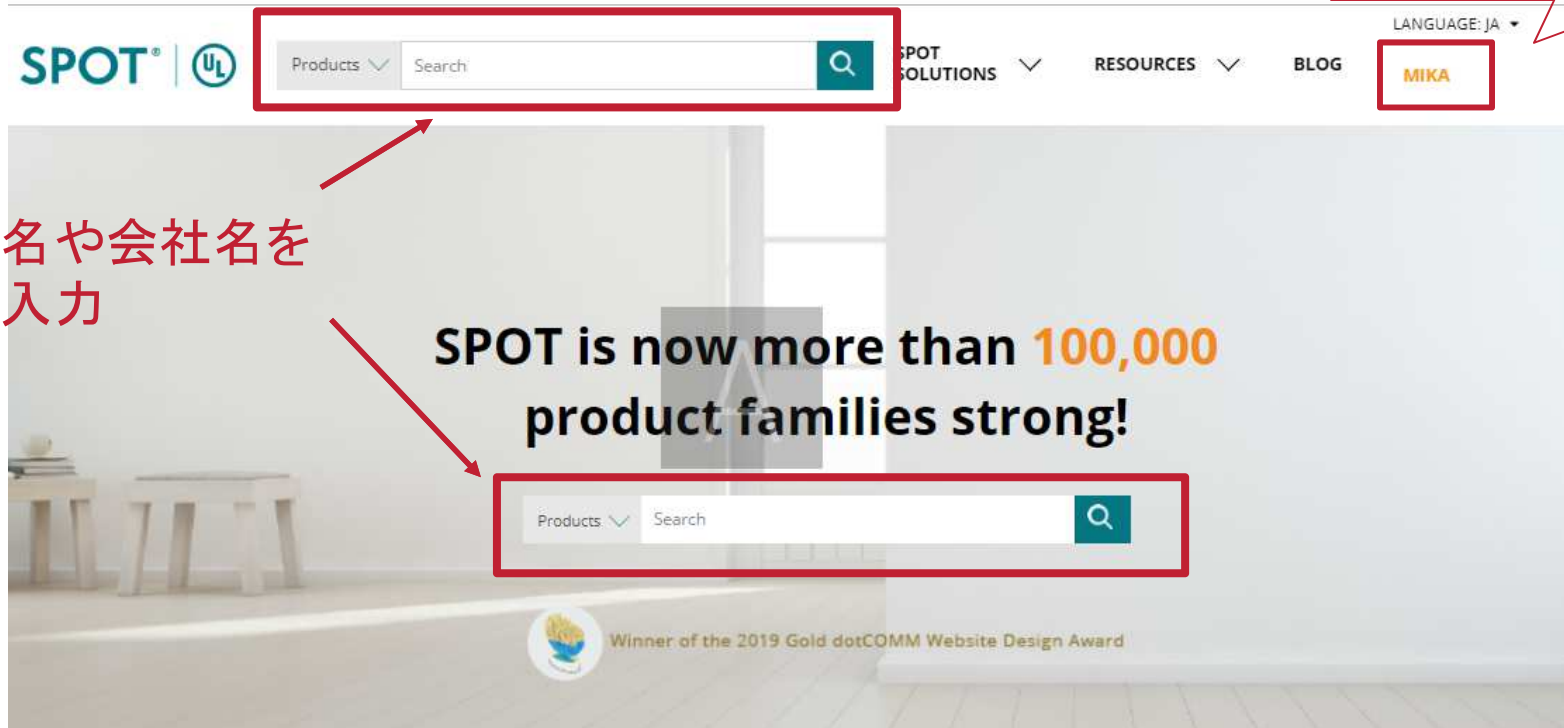 LANGUAGE: JA
SPOT® UL
Products Search
SPOT
SOLUTIONS
RESOURCES
BLOG
MIKA
名や会社名を
入力
SPOT is now more than 100,000
product families strong!
A
Products Search
Winner of the 2019 Gold dotCOMM Website Design Award